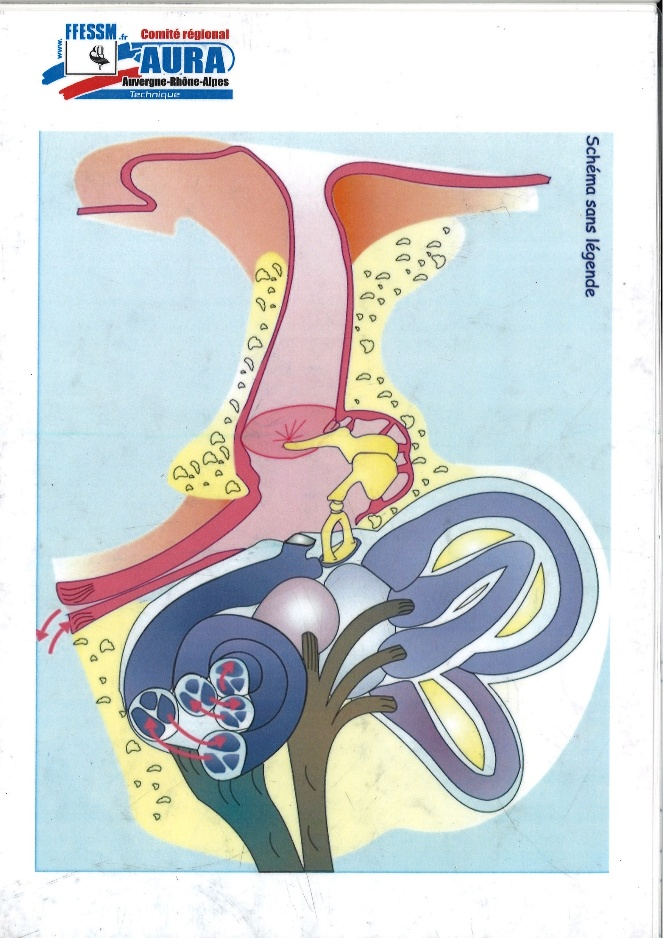 www.FFESSM.fr
Comité régional
AURA
Auvergne-Rhône-Alpes
Technique
Schéma sans légende